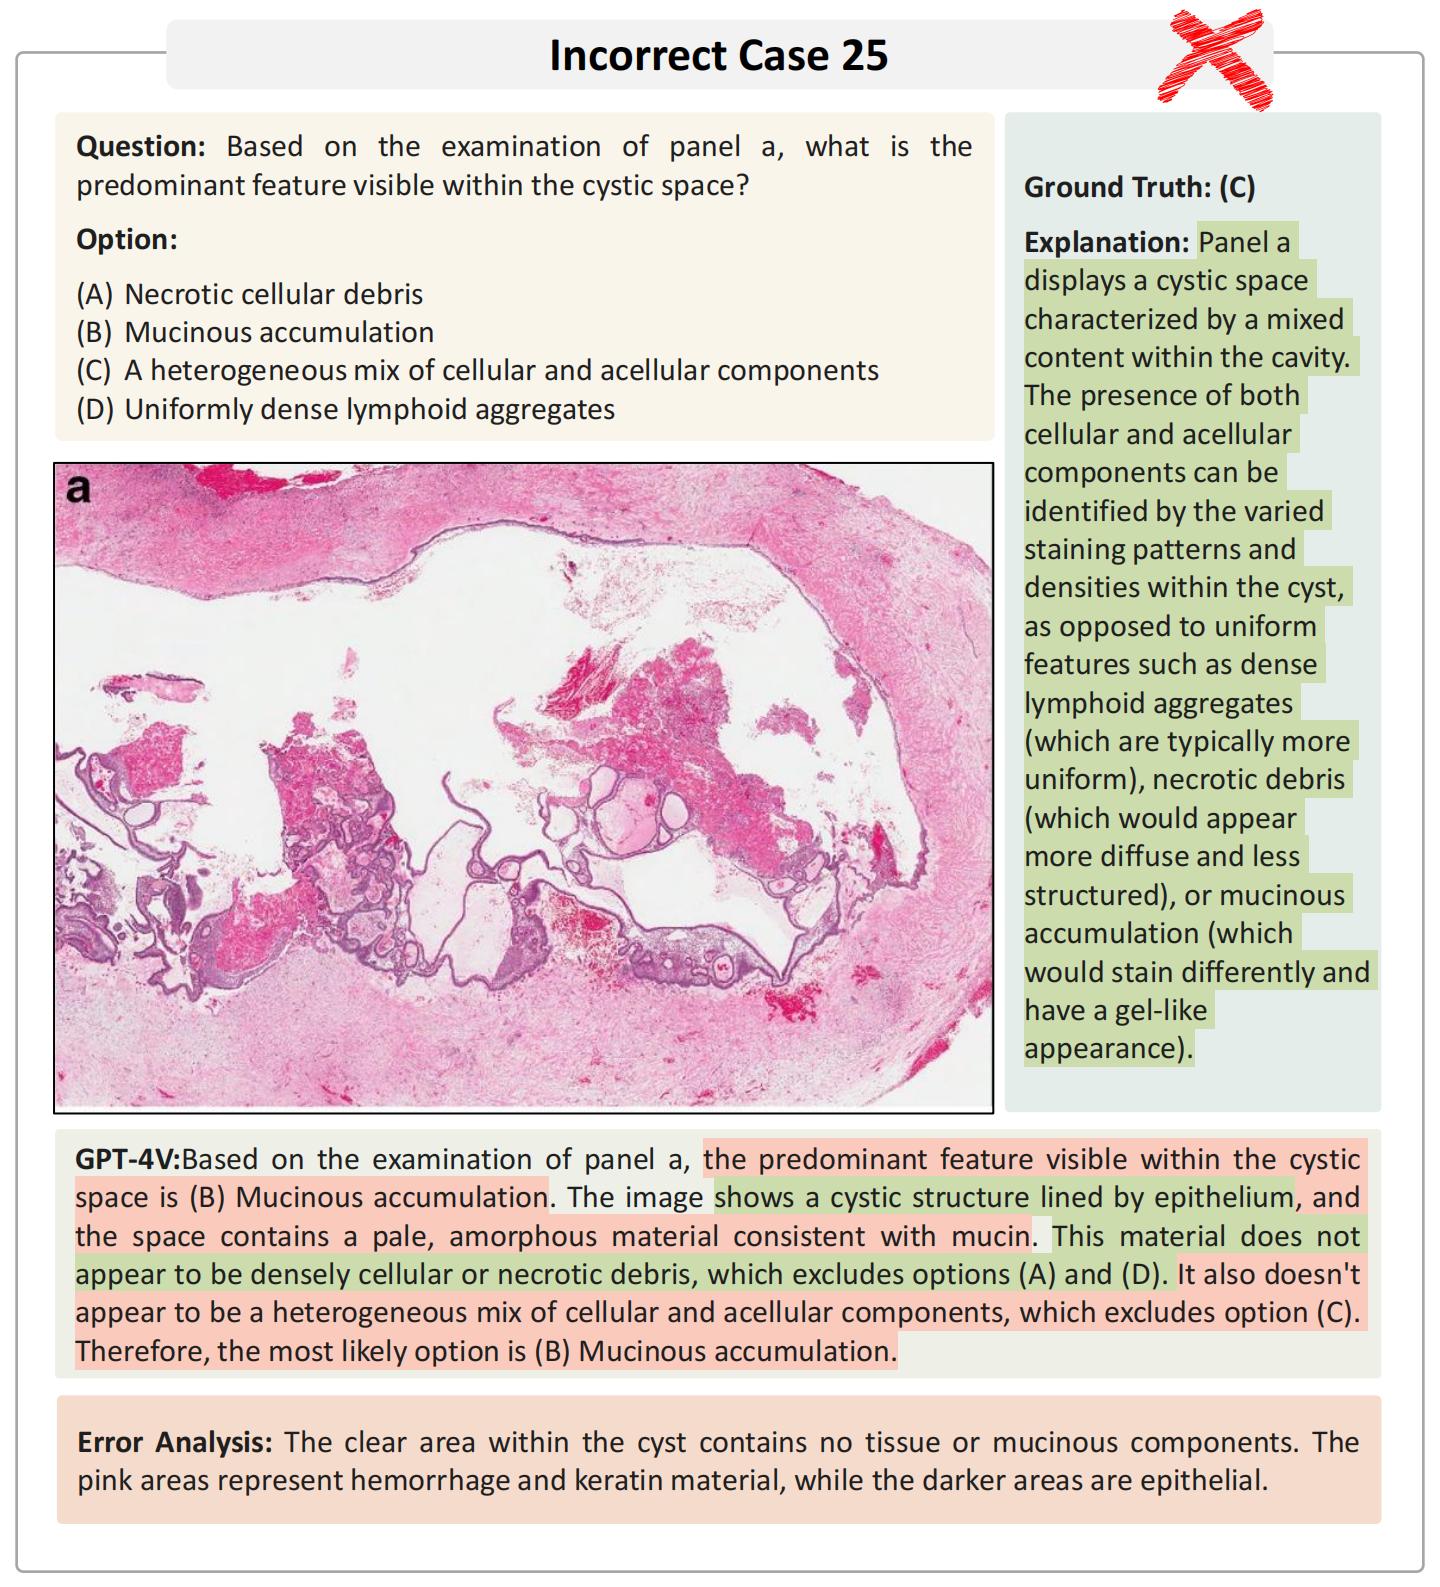 Incorrect Case 25
Question: Based on the examination of panel a, what is the
predominant feature visible within the cystic space?
Option:
(A) Necrotic cellular debris
(B) Mucinous accumulation
(C) A heterogeneous mix of cellular and acellular components
(D) Uniformly dense lymphoid aggregates
a
Ground Truth: (C)
Explanation: Panel a
displays a cystic space
characterized by a mixed
content within the cavity.
The presence of both
cellular and acellular
components can be
identified by the varied
staining patterns and
densities within the cyst,
as opposed to uniform
features such as dense
lymphoid aggregates
(which are typically more
uniform), necrotic debris
(which would appear
more diffuse and less
structured), or mucinous
accumulation (which
would stain differently and
have a gel-like
appearance).
GPT-4V:Based on the examination of panel a, the predominant feature visible within the cystic
space is (B) Mucinous accumulation. The image shows a cystic structure lined by epithelium, and
the space contains a pale, amorphous material consistent with mucin. This material does not
appear to be densely cellular or necrotic debris, which excludes options (A) and (D). It also doesn't
appear to be a heterogeneous mix of cellular and acellular components, which excludes option (C).
Therefore, the most likely option is (B) Mucinous accumulation.
Error Analysis: The clear area within the cyst contains no tissue or mucinous components. The
pink areas represent hemorrhage and keratin material, while the darker areas are epithelial.